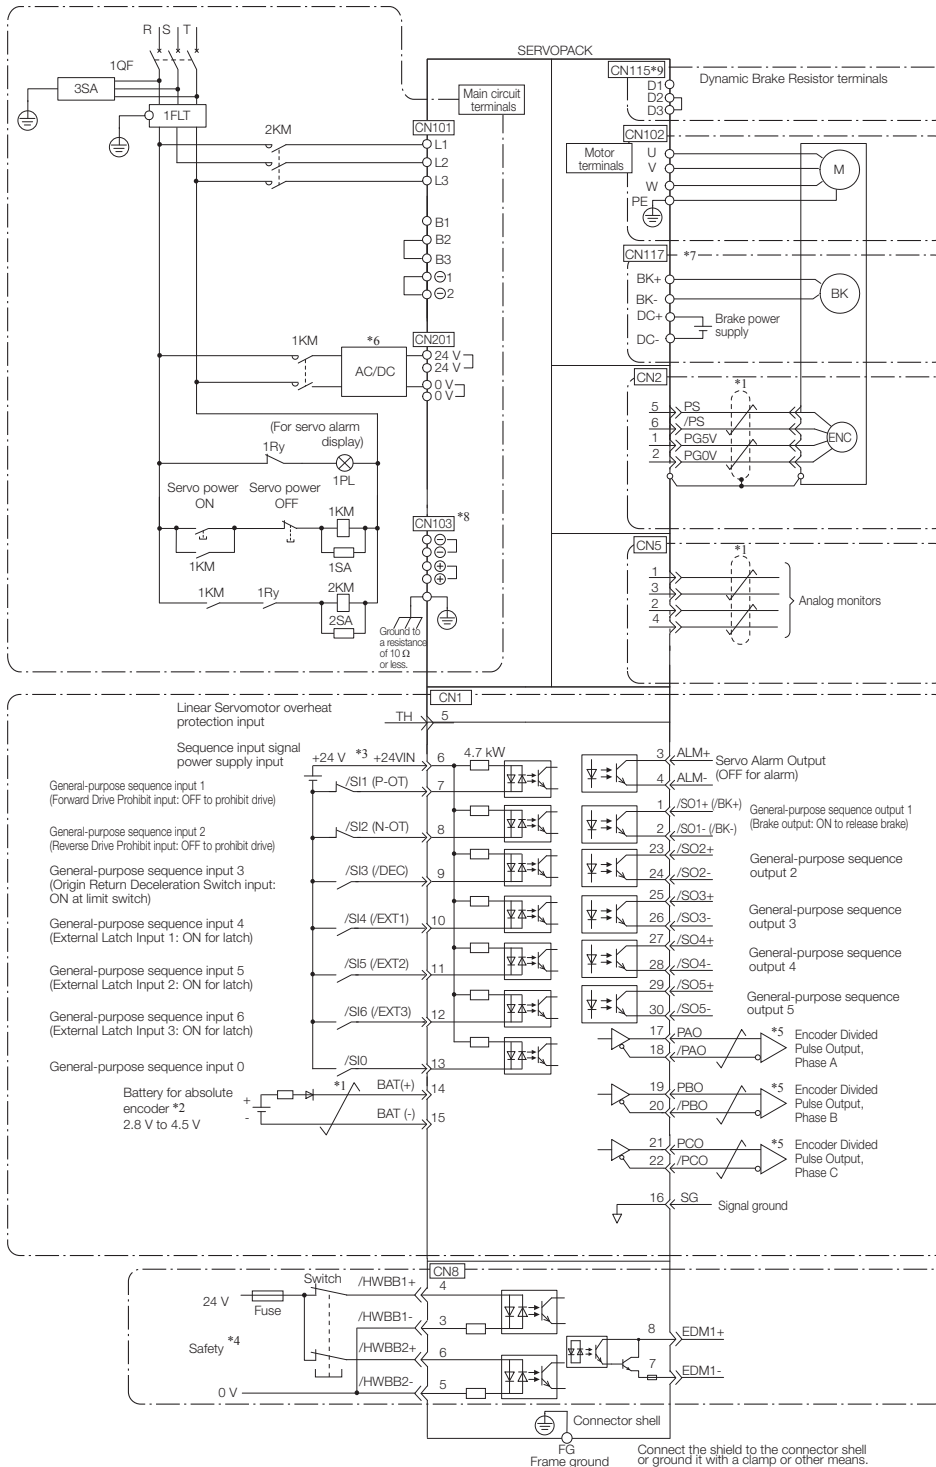 R S T
1QF
3SA
1FLT
2KM
SERVOPACK
Main circuit
terminals
CN101
L1
L2
L3
B1
B2
B3
⊖1
⊖2
CN201
1KM
*6
AC/DC
24 V
24 V
0 V
0 V
(For servo alarm
display)
1Ry
1PL
Servo power
ON
Servo power
OFF
1KM
1KM
1SA
1KM
1Ry
2KM
2SA
CN103
*8
⊖
⊖
⊕
⊕
Ground to
a resistance
of 10 Ω
or less.
CN115*9
Dynamic Brake Resistor terminals
D1
D2
D3
CN102
Motor
terminals
U
V
W
PE
M
CN117
*7
BK+
BK-
BK
DC+
DC-
Brake power
supply
CN2
*1
5 PS
6 /PS
1 PG5V
2 PG0V
ENC
CN5
*1
1
3
2
4
Analog monitors
CN1
Linear Servomotor overheat
protection input
TH 5
Sequence input signal
power supply input
+24 V *3 +24VIN 6
4.7 kW
General-purpose sequence input 1
(Forward Drive Prohibit input: OFF to prohibit drive)
/SI1 (P-OT) 7
General-purpose sequence input 2
(Reverse Drive Prohibit input: OFF to prohibit drive)
/SI2 (N-OT) 8
General-purpose sequence input 3
(Origin Return Deceleration Switch input:
ON at limit switch)
/SI3 (/DEC) 9
General-purpose sequence input 4
(External Latch Input 1: ON for latch)
/SI4 (/EXT1) 10
General-purpose sequence input 5
(External Latch Input 2: ON for latch)
/SI5 (/EXT2) 11
General-purpose sequence input 6
(External Latch Input 3: ON for latch)
/SI6 (/EXT3) 12
General-purpose sequence input 0
/SI0 13
Battery for absolute
encoder *2
2.8 V to 4.5 V
+
-
*1
BAT(+) 14
BAT (-) 15
3 ALM+
4 ALM-
Servo Alarm Output
(OFF for alarm)
1 /SO1+ (/BK+)
2 /SO1- (/BK-)
General-purpose sequence output 1
(Brake output: ON to release brake)
23 /SO2+
24 /SO2-
General-purpose sequence
output 2
25 /SO3+
26 /SO3-
General-purpose sequence
output 3
27 /SO4+
28 /SO4-
General-purpose sequence
output 4
29 /SO5+
30 /SO5-
General-purpose sequence
output 5
17 PAO
18 /PAO
*5
Encoder Divided
Pulse Output,
Phase A
19 PBO
20 /PBO
*5
Encoder Divided
Pulse Output,
Phase B
21 PCO
22 /PCO
*5
Encoder Divided
Pulse Output,
Phase C
16 SG
Signal ground
CN8
24 V
Fuse
Switch
Safety *4
0 V
/HWBB1+ 4
/HWBB1- 3
/HWBB2+ 6
/HWBB2- 5
8 EDM1+
7 EDM1-
Connector shell
FG
Frame ground
Connect the shield to the connector shell
or ground it with a clamp or other means.